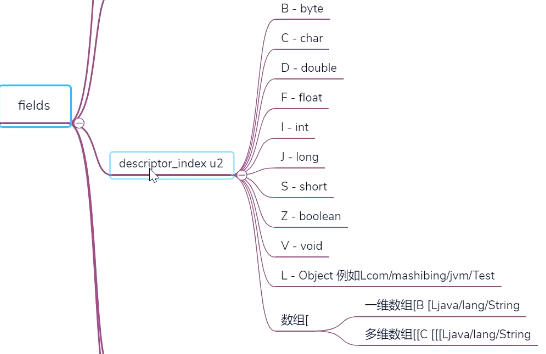 B - byte
C - char
D - double
F - float
fields
I - int
J - long
descriptor_index u2
S - short
Z - boolean
V - void
L - Object 例如Lcom/mashibing/jvm/Test
一维数组[B [Ljava/lang/String
数组[
多维数组[[C [[[Ljava/lang/String